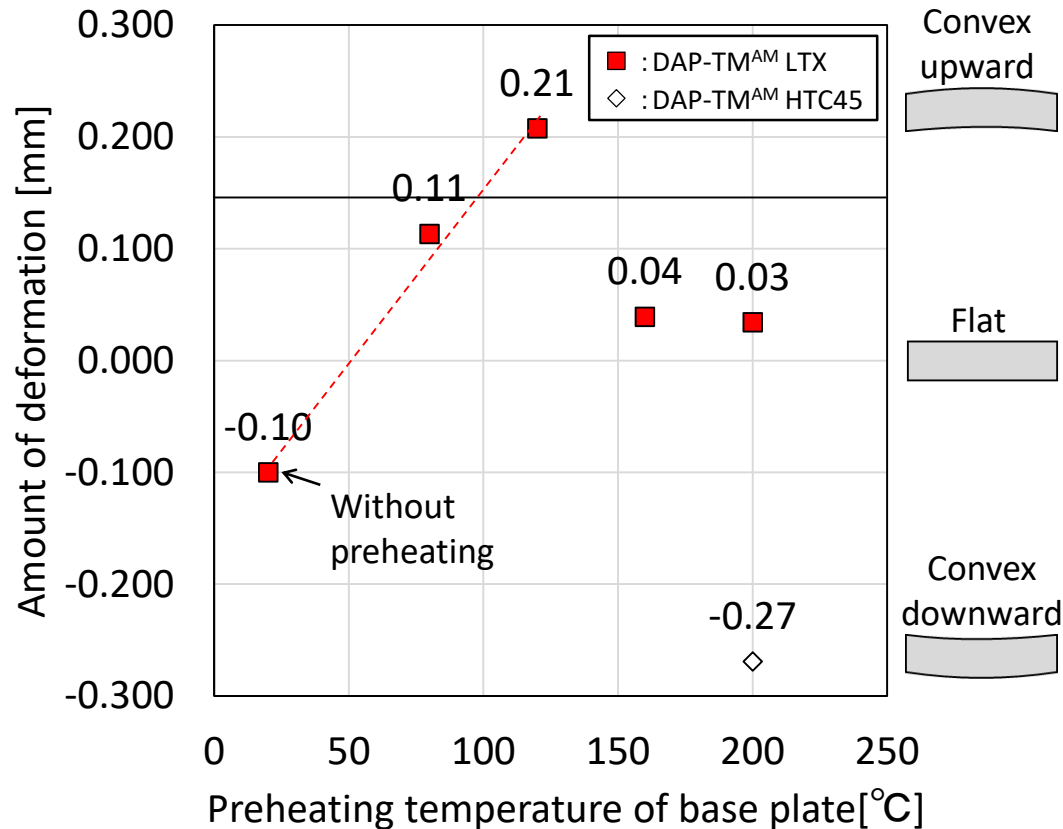 Amount of deformation [mm]
0.300
0.200
0.100
0.000
-0.100
-0.200
-0.300
: DAP-TMᴬᴹ LTX
: DAP-TMᴬᴹ HTC45
0.21
0.11
0.04
0.03
-0.10
Without
preheating
-0.27
0
50
100
150
200
250
Preheating temperature of base plate[℃]
Convex
upward
Flat
Convex
downward